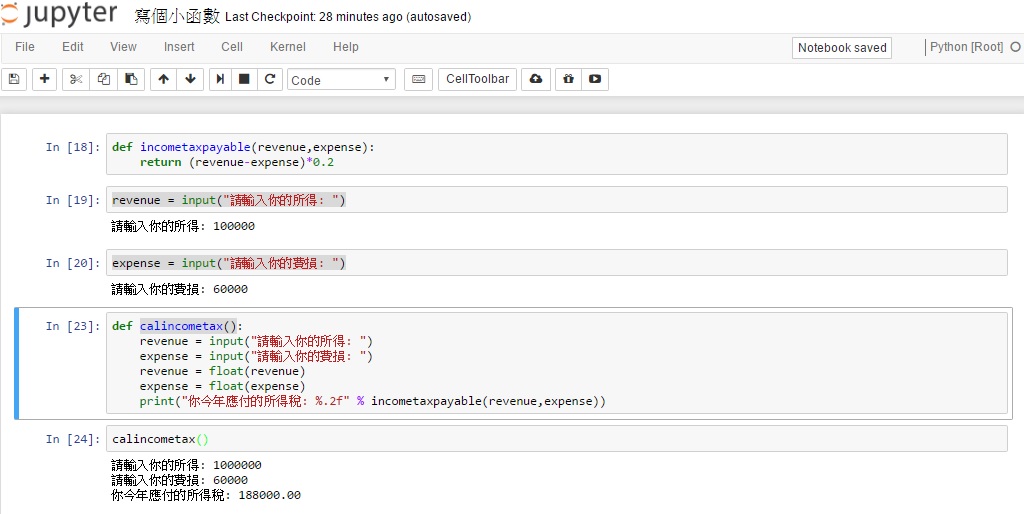 jupyter 寫個小函數 Last Checkpoint: 28 minutes ago (autosaved)
File Edit View Insert Cell Kernel Help Notebook saved Python [Root]
Code CellToolbar
In [18]: def incometaxpayable(revenue,expense):
return (revenue-expense)*0.2
In [19]: revenue = input("請輸入你的所得: ")
請輸入你的所得: 100000
In [20]: expense = input("請輸入你的費損: ")
請輸入你的費損: 60000
In [23]: def calincometax():
revenue = input("請輸入你的所得: ")
expense = input("請輸入你的費損: ")
revenue = float(revenue)
expense = float(expense)
print("你今年應付的所得稅: %.2f" % incometaxpayable(revenue,expense))
In [24]: calincometax()
請輸入你的所得: 1000000
請輸入你的費損: 60000
你今年應付的所得稅: 188000.00